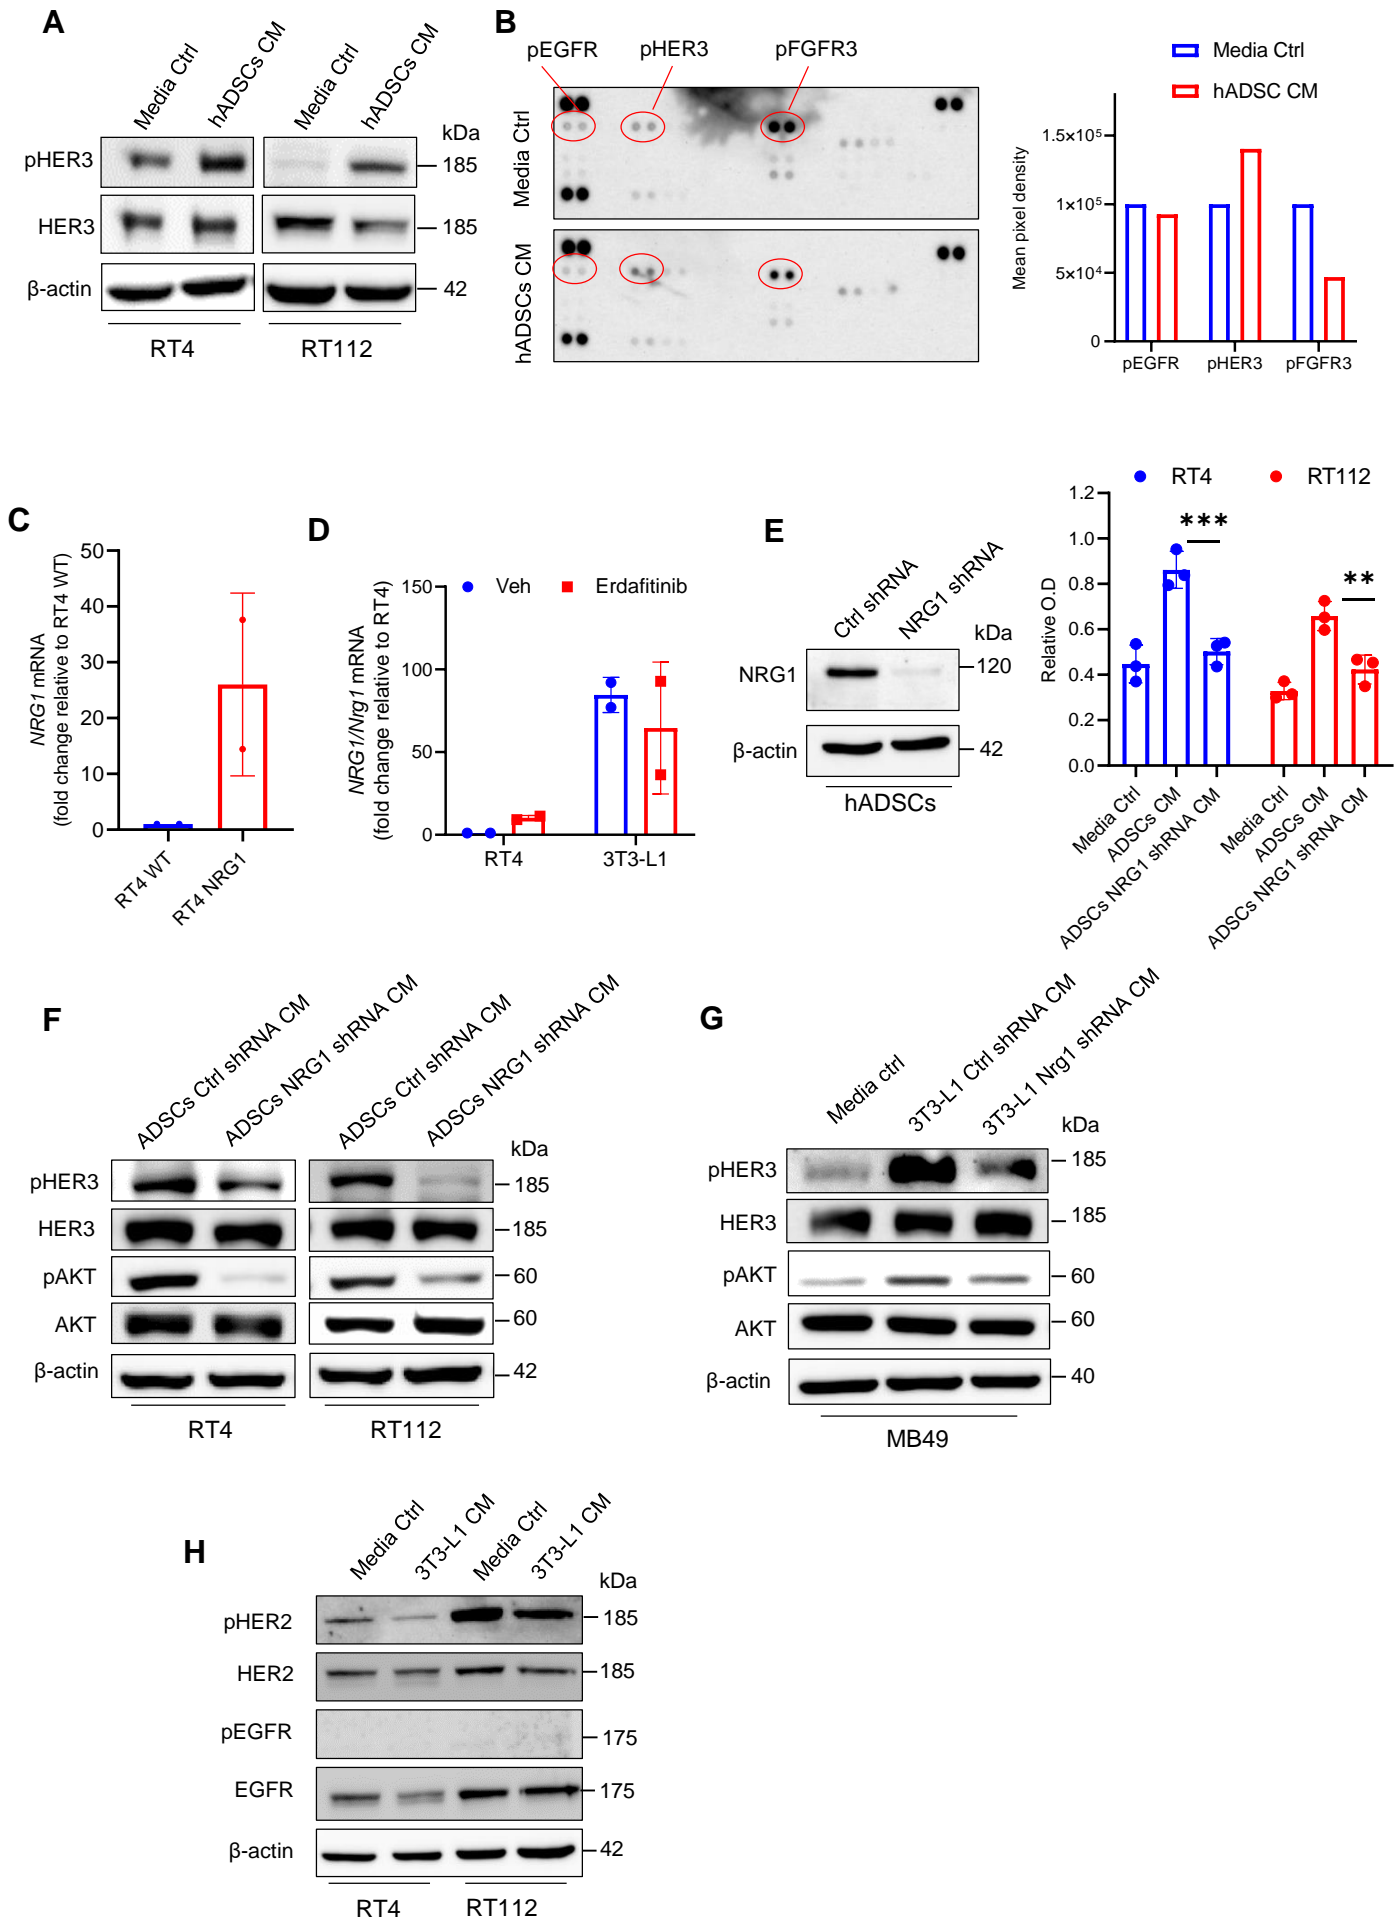 A
Media Ctrl
hADSCs CM
Media Ctrl
hADSCs CM
kDa
pHER3
185
HER3
185
β-actin
42
RT4
RT112
B
pEGFR
pHER3
pFGFR3
Media Ctrl
hADSCs CM
Media Ctrl
hADSC CM
Mean pixel density
1.5×10⁵
1×10⁵
5×10⁴
0
pEGFR
pHER3
pFGFR3
C
NRG1 mRNA
(fold change relative to RT4 WT)
50
40
30
20
10
0
RT4 WT
RT4 NRG1
D
NRG1/Nrg1 mRNA
(fold change relative to RT4)
Veh
Erdafitinib
150
100
50
0
RT4
3T3-L1
E
Ctrl shRNA
NRG1 shRNA
kDa
NRG1
120
β-actin
42
hADSCs
RT4
RT112
Relative O.D
1.2
1.0
0.8
0.6
0.4
0.2
0.0
***
**
Media Ctrl
ADSCs CM
ADSCs NRG1 shRNA CM
Media Ctrl
ADSCs CM
ADSCs NRG1 shRNA CM
F
ADSCs Ctrl shRNA CM
ADSCs NRG1 shRNA CM
ADSCs Ctrl shRNA CM
ADSCs NRG1 shRNA CM
kDa
pHER3
185
HER3
185
pAKT
60
AKT
60
β-actin
42
RT4
RT112
G
Media ctrl
3T3-L1 Ctrl shRNA CM
3T3-L1 Nrg1 shRNA CM
kDa
pHER3
185
HER3
185
pAKT
60
AKT
60
β-actin
40
MB49
H
Media Ctrl
3T3-L1 CM
Media Ctrl
3T3-L1 CM
kDa
pHER2
185
HER2
185
pEGFR
175
EGFR
175
β-actin
42
RT4
RT112